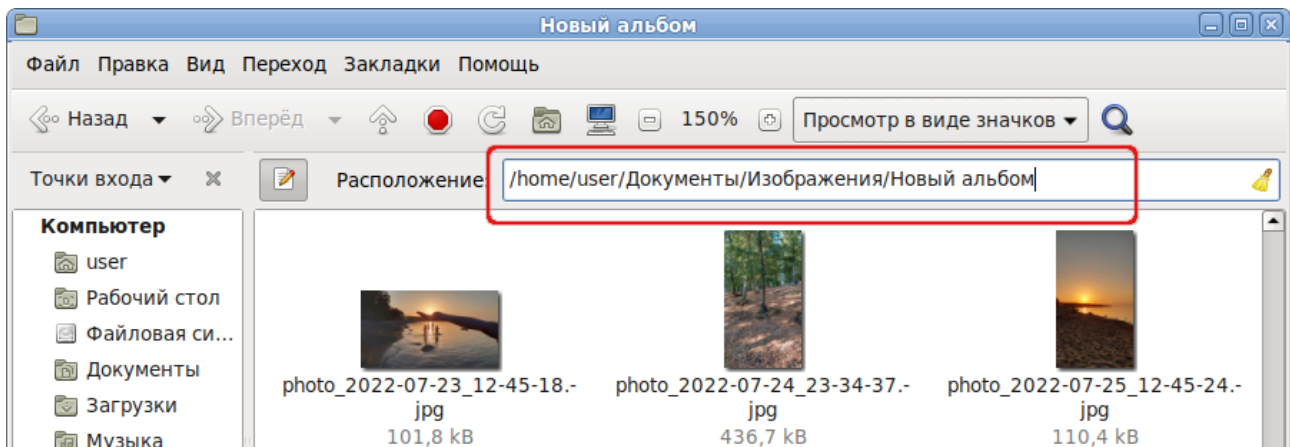 Новый альбом
Файл Правка Вид Переход Закладки Помощь
Назад Вперёд 150% Просмотр в виде значков
Точки входа Расположение: /home/user/Документы/Изображения/Новый альбом
Компьютер
user
Рабочий стол
Файловая си...
Документы
Загрузки
Музыка
photo_2022-07-23_12-45-18.-
jpg
101,8 kB
photo_2022-07-24_23-34-37.-
jpg
436,7 kB
photo_2022-07-25_12-45-24.-
jpg
110,4 kB